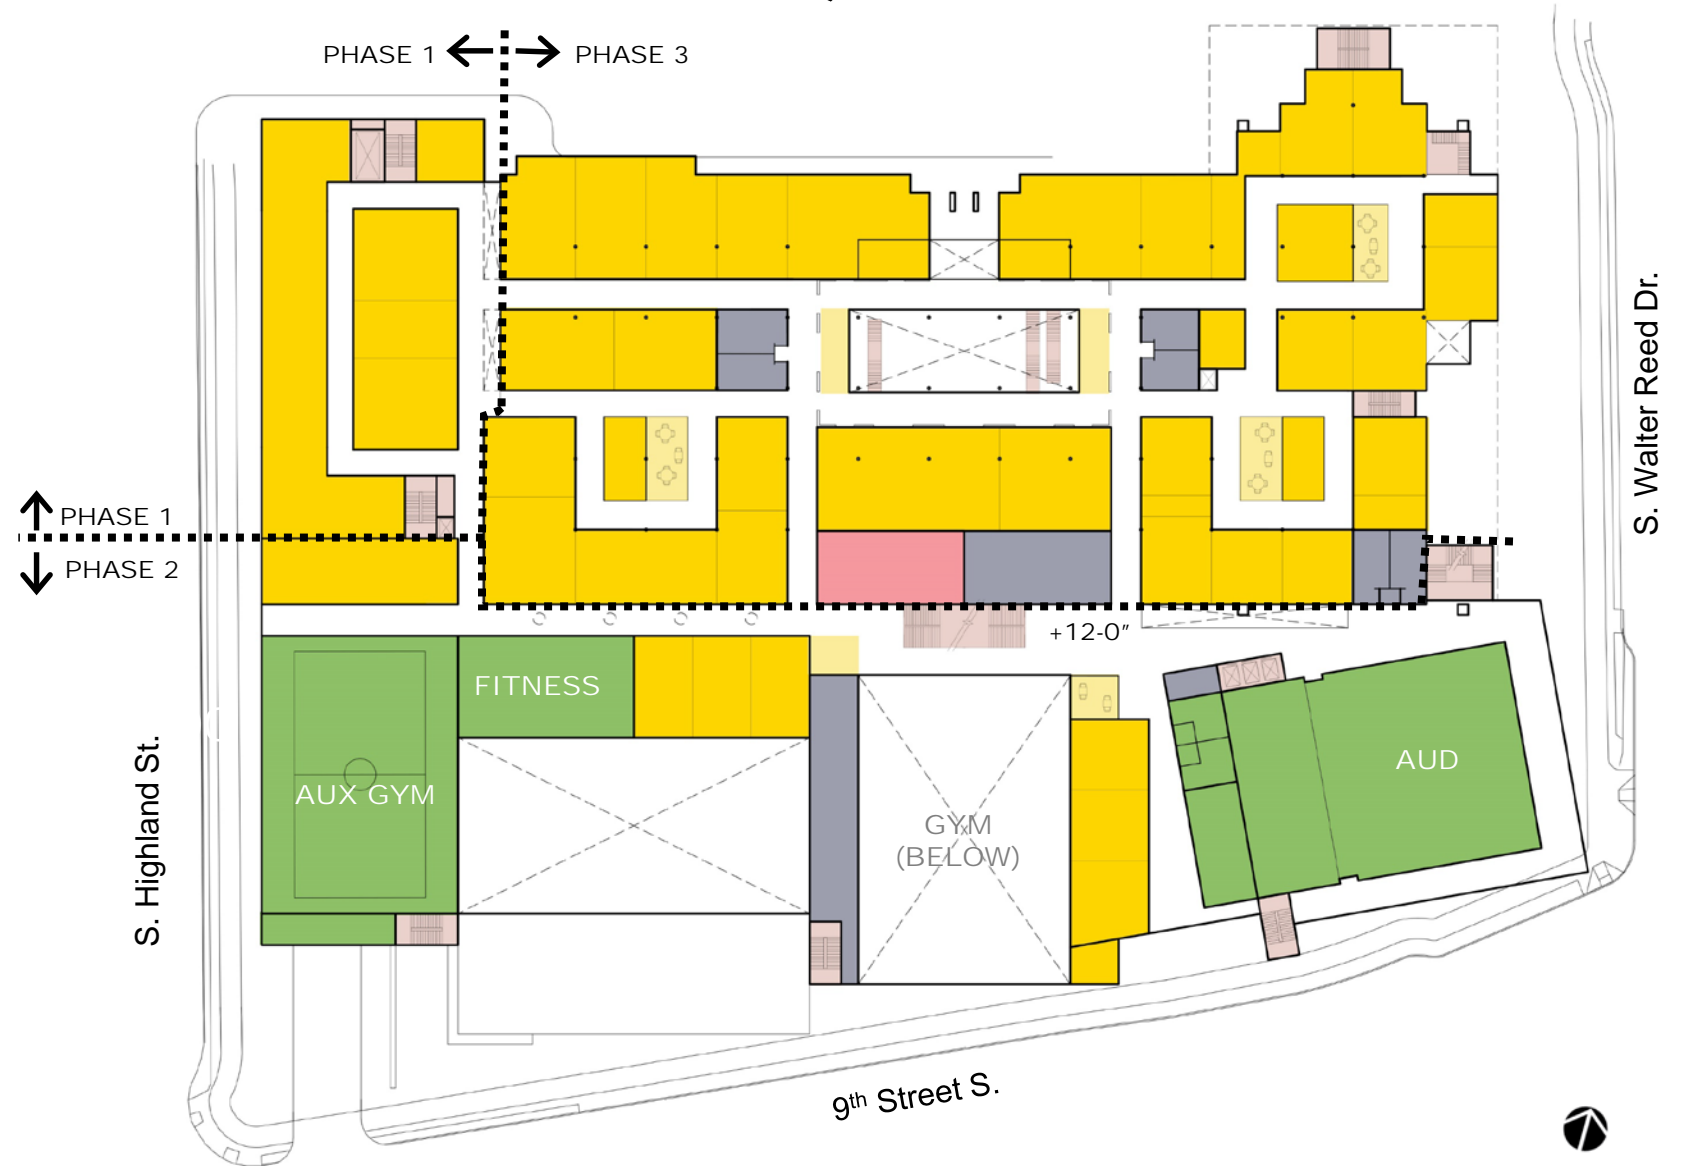 PHASE 1
PHASE 3
PHASE 1
PHASE 2
+12-0”
FITNESS
AUX GYM
GYM
(BELOW)
AUD
S. Highland St.
S. Walter Reed Dr.
9th Street S.